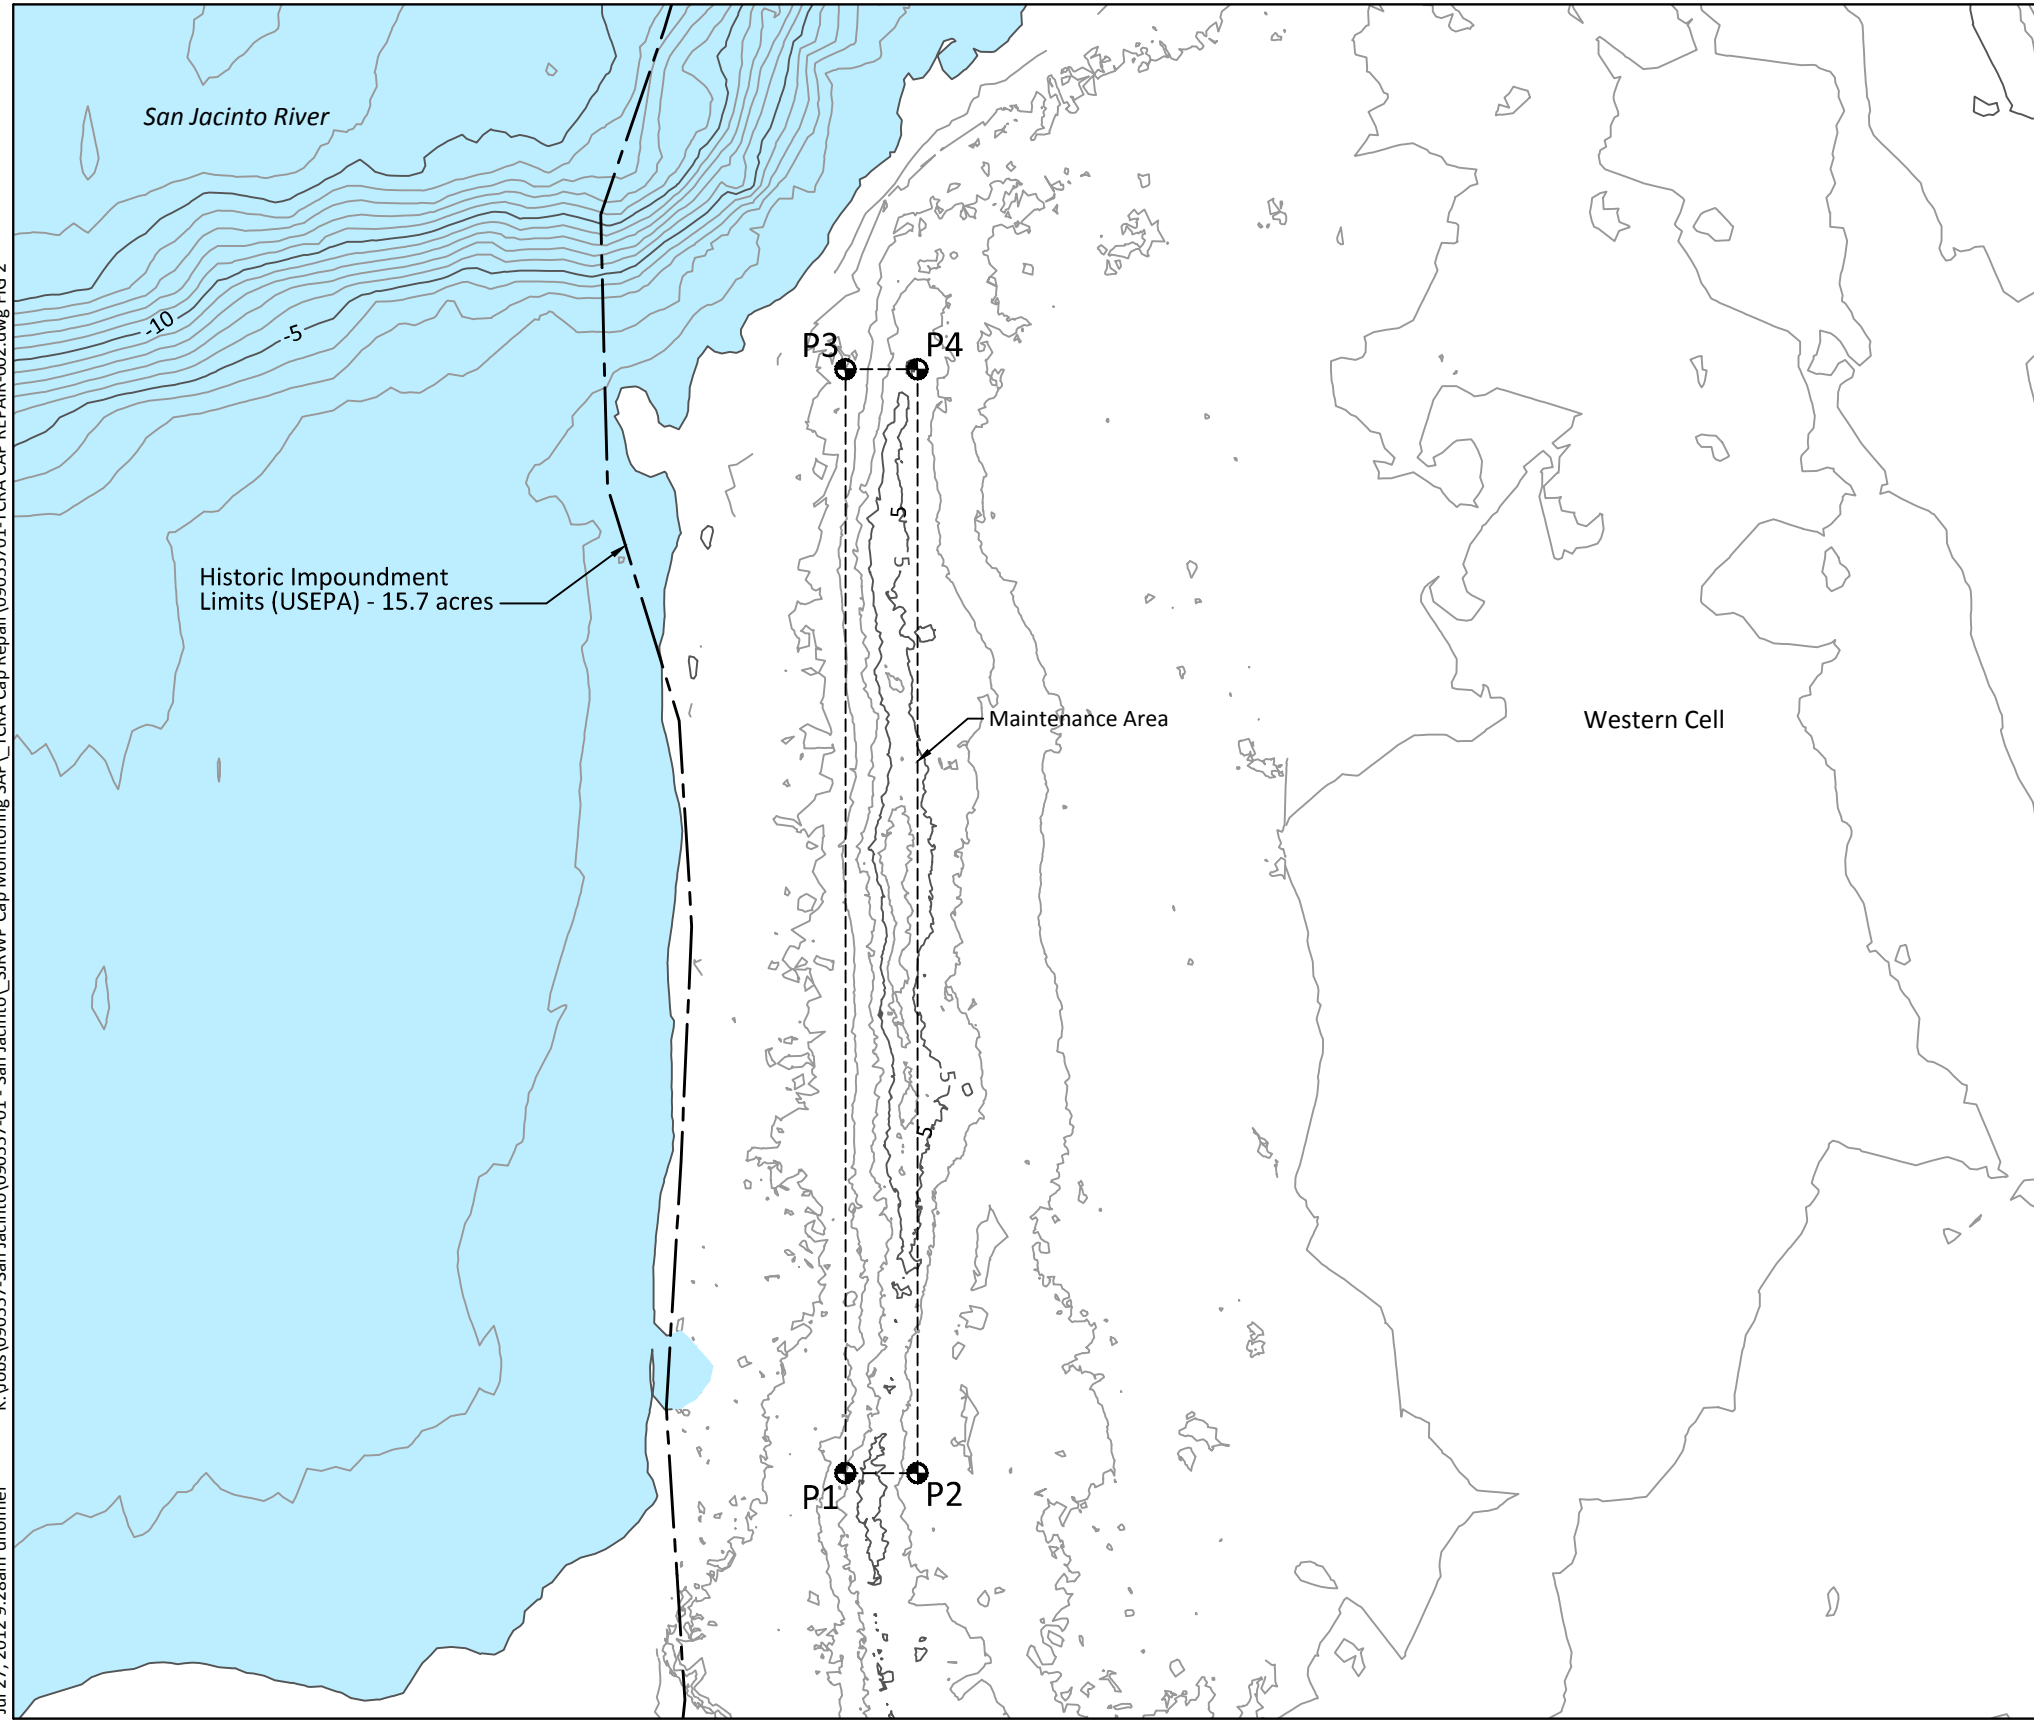 San Jacinto River
-10
-5
P3
P4
5
5
Historic Impoundment
Limits (USEPA) - 15.7 acres
Maintenance Area
Western Cell
5
5
P1
P2